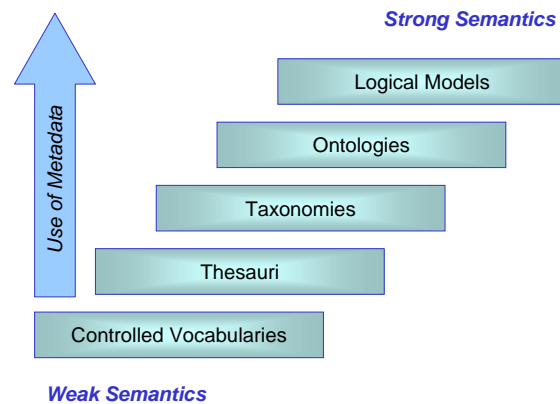 Strong Semantics
Logical Models
Ontologies
Use of Metadata
Taxonomies
Thesauri
Controlled Vocabularies
Weak Semantics